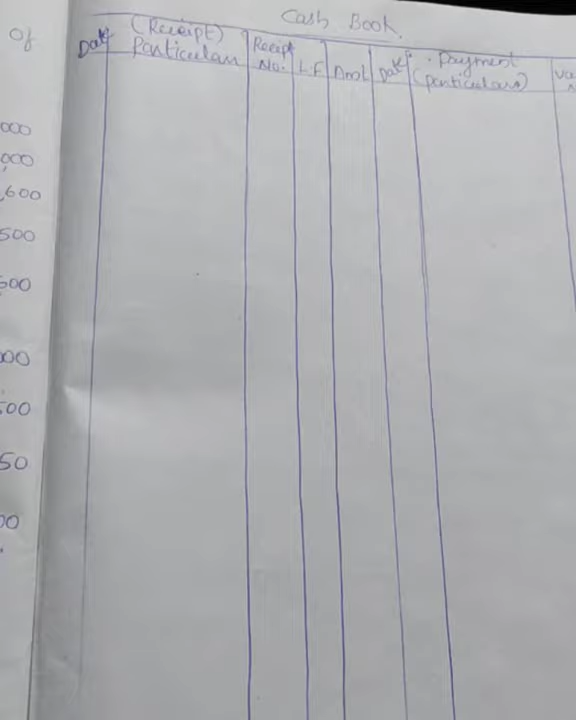 Cash Book.
Of
Date
(Receipt)
Particulars
Receipt
No.
L.F
Amt
Date
Payment
(particulars)
000
,000
,600
500
500
000
500
50
00